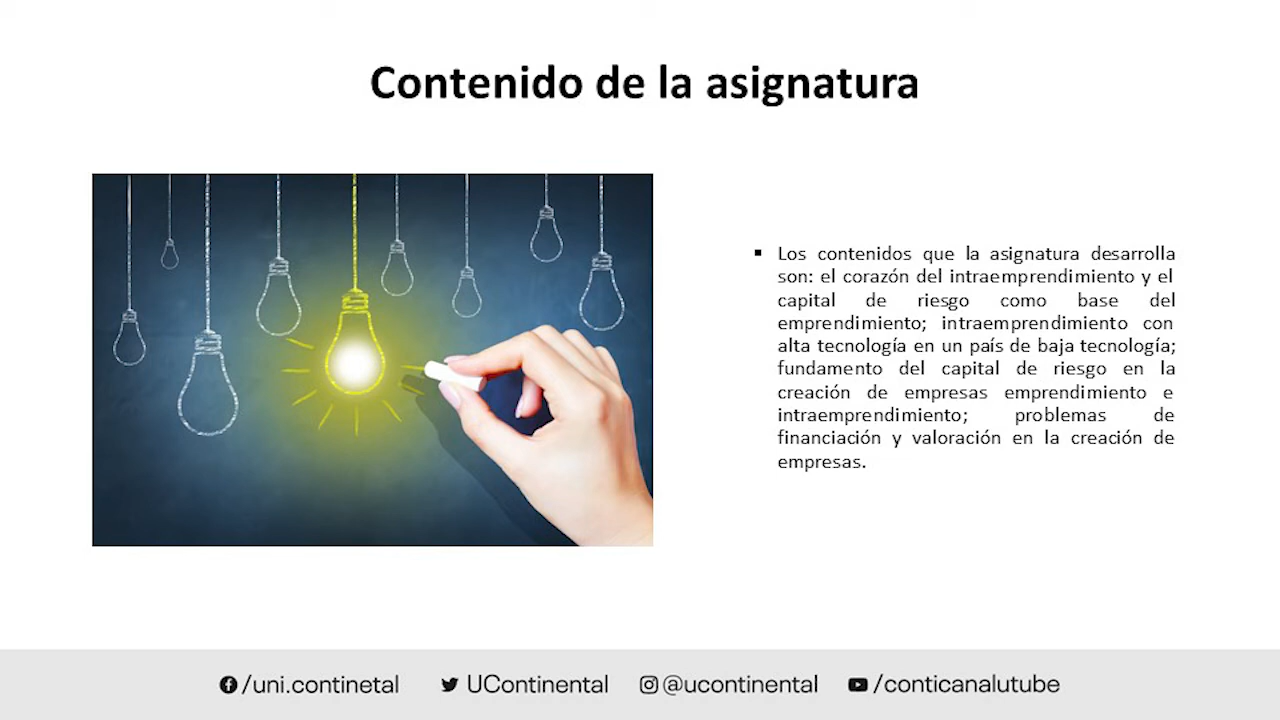 Contenido de la asignatura
▪ Los contenidos que la asignatura desarrolla
son: el corazón del intraemprendimiento y el
capital de riesgo como base del
emprendimiento; intraemprendimiento con
alta tecnología en un país de baja tecnología;
fundamento del capital de riesgo en la
creación de empresas emprendimiento e
intraemprendimiento; problemas de
financiación y valoración en la creación de
empresas.
/uni.continetal UContinental @ucontinental /conticanalutube